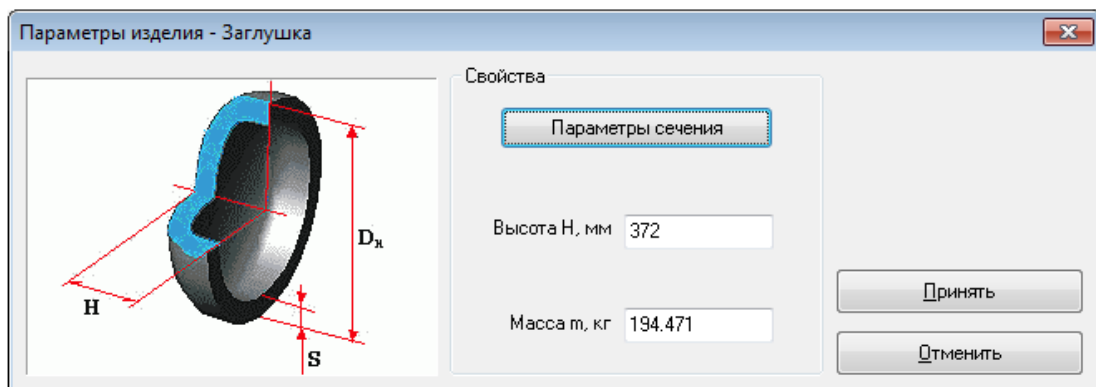 Параметры изделия - Заглушка
Свойства
Параметры сечения
Dн
Высота H, мм 372
H
Принять
Масса m, кг 194.471
S
Отменить